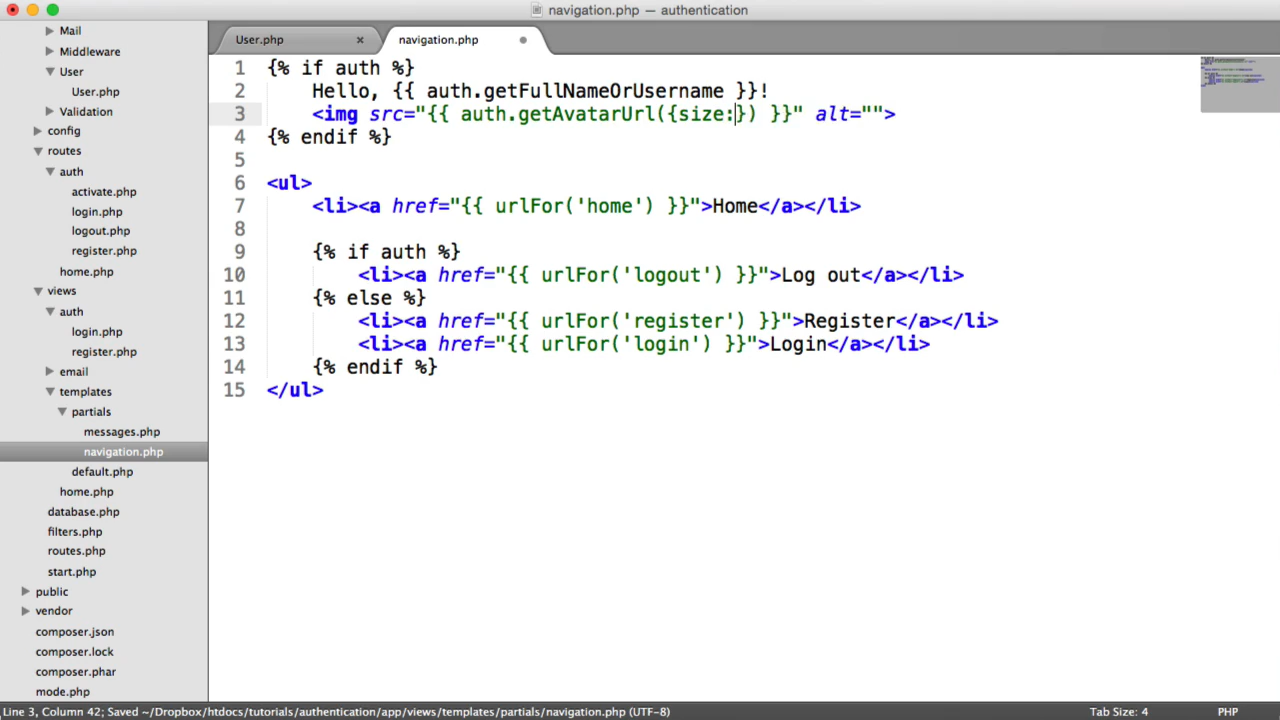 navigation.php — authentication
Mail
Middleware
User
User.php
Validation
config
routes
auth
activate.php
login.php
logout.php
register.php
home.php
views
auth
login.php
register.php
email
templates
partials
messages.php
navigation.php
default.php
home.php
database.php
filters.php
routes.php
start.php
public
vendor
composer.json
composer.lock
composer.phar
mode.php
User.php ×
navigation.php
1 {% if auth %}
2 Hello, {{ auth.getFullNameOrUsername }}!
3 <img src="{{ auth.getAvatarUrl({size:}) }}" alt="">
4 {% endif %}
5
6 <ul>
7 <li><a href="{{ urlFor('home') }}">Home</a></li>
8
9 {% if auth %}
10 <li><a href="{{ urlFor('logout') }}">Log out</a></li>
11 {% else %}
12 <li><a href="{{ urlFor('register') }}">Register</a></li>
13 <li><a href="{{ urlFor('login') }}">Login</a></li>
14 {% endif %}
15 </ul>
Line 3, Column 42; Saved ~/Dropbox/htdocs/tutorials/authentication/app/views/templates/partials/navigation.php (UTF-8)
Tab Size: 4
PHP